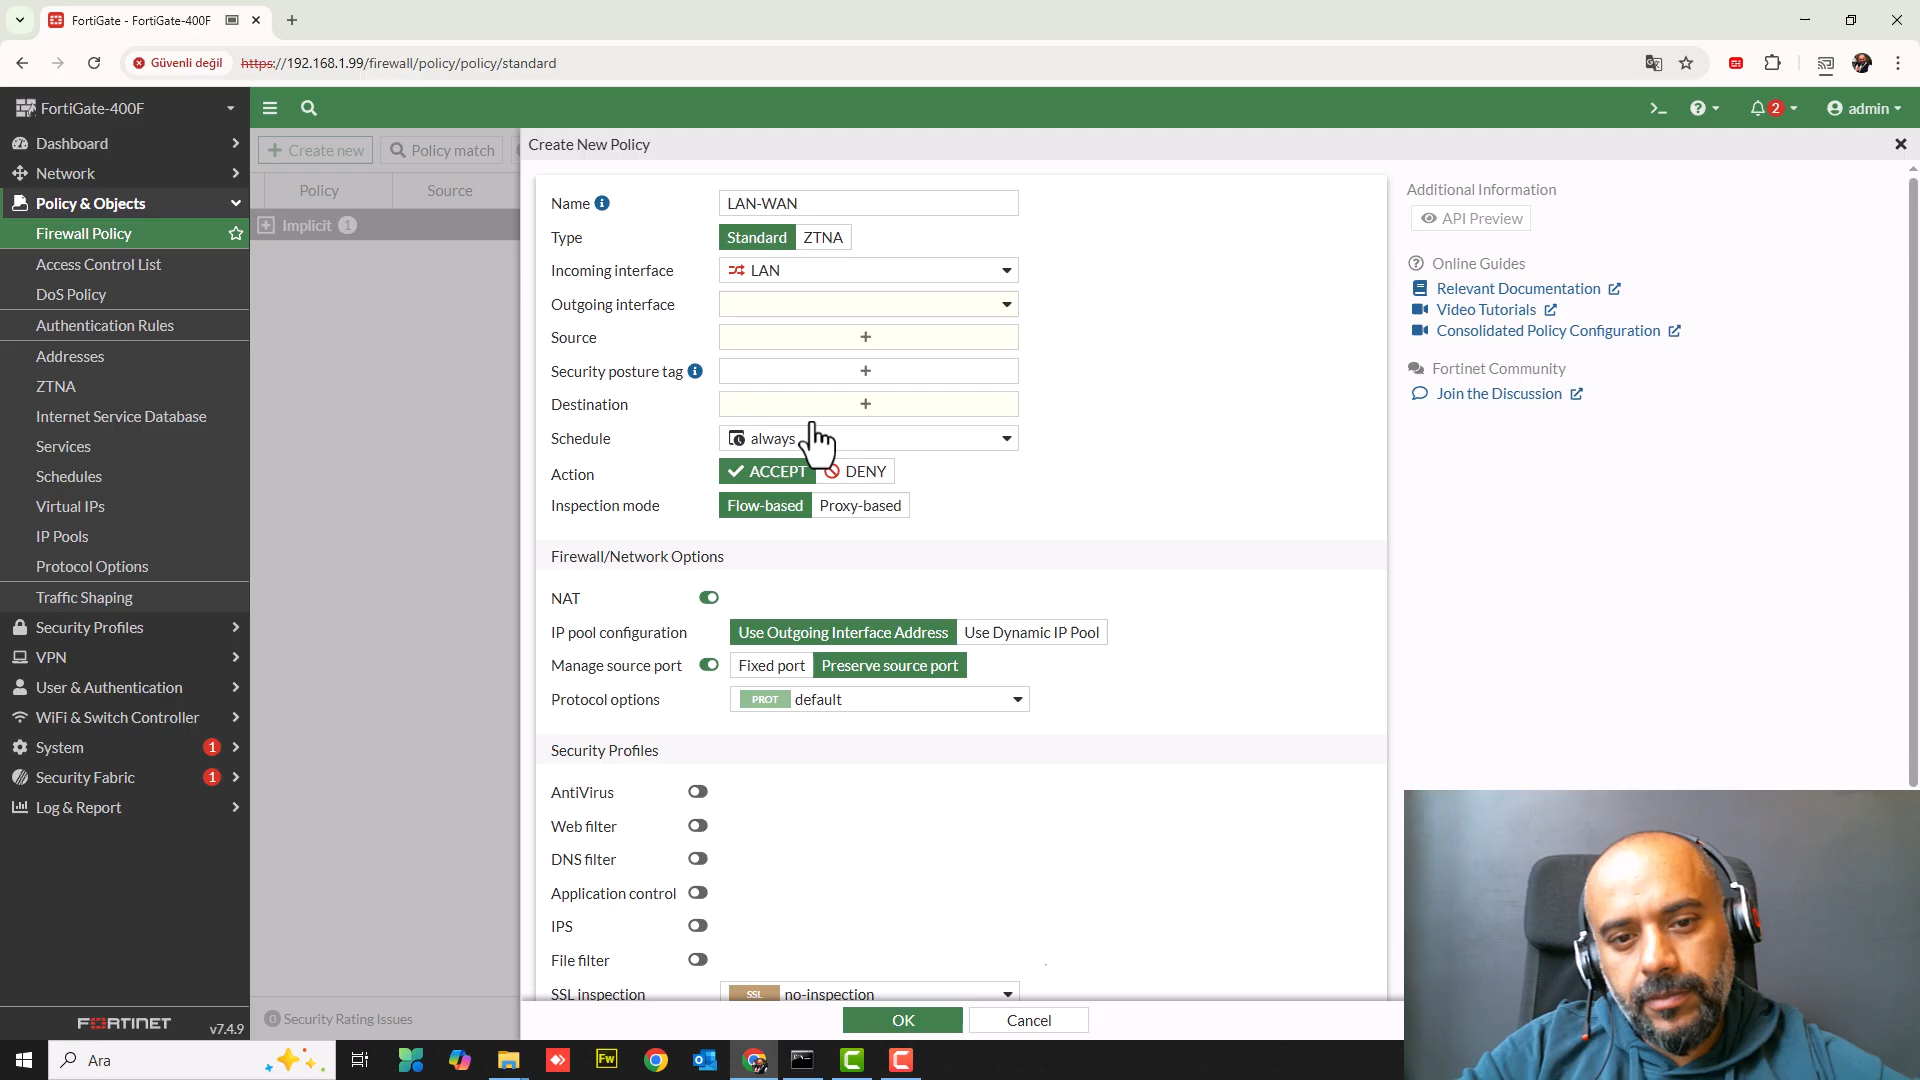 FortiGate - FortiGate-400F
Güvenli değil
https://192.168.1.99/firewall/policy/policy/standard
FortiGate-400F
2
admin
Dashboard
Network
Policy & Objects
Firewall Policy
Access Control List
DoS Policy
Authentication Rules
Addresses
ZTNA
Internet Service Database
Services
Schedules
Virtual IPs
IP Pools
Protocol Options
Traffic Shaping
Security Profiles
VPN
User & Authentication
WiFi & Switch Controller
System 1
Security Fabric 1
Log & Report
FORTINET v7.4.9
Create new
Policy match
Policy
Source
Implicit 1
0 Security Rating Issues
Create New Policy
Name LAN-WAN
Type Standard ZTNA
Incoming interface LAN
Outgoing interface
Source
Security posture tag
Destination
Schedule always
Action ACCEPT DENY
Inspection mode Flow-based Proxy-based
Firewall/Network Options
NAT
IP pool configuration Use Outgoing Interface Address Use Dynamic IP Pool
Manage source port Fixed port Preserve source port
Protocol options PROT default
Security Profiles
AntiVirus
Web filter
DNS filter
Application control
IPS
File filter
SSL inspection SSL no-inspection
OK
Cancel
Additional Information
API Preview
Online Guides
Relevant Documentation
Video Tutorials
Consolidated Policy Configuration
Fortinet Community
Join the Discussion
Ara
Fw